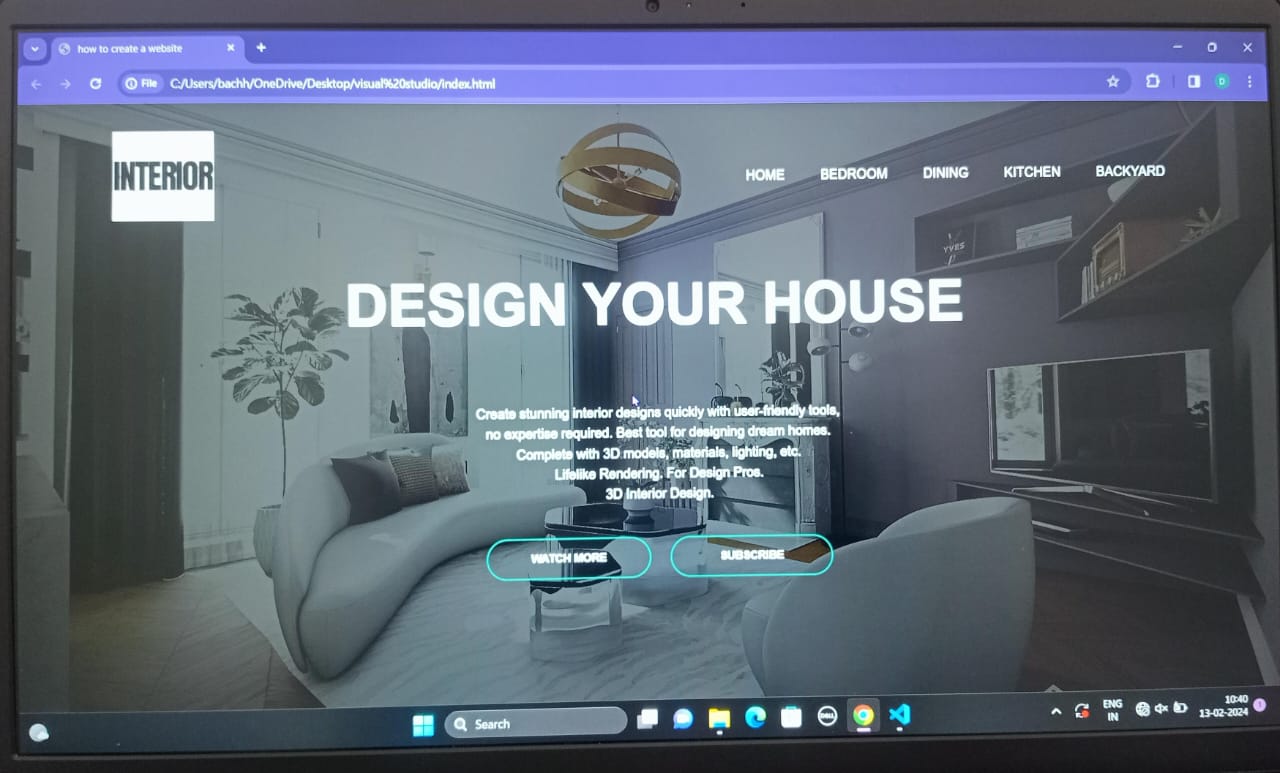 how to create a website
File C:/Users/bachh/OneDrive/Desktop/visual%20studio/index.html
D
INTERIOR
HOME BEDROOM DINING KITCHEN BACKYARD
YVES
DESIGN YOUR HOUSE
Create stunning interior designs quickly with user-friendly tools,
no expertise required. Best tool for designing dream homes.
Complete with 3D models, materials, lighting, etc.
Lifelike Rendering. For Design Pros.
3D Interior Design.
WATCH MORE SUBSCRIBE
Search
DELL
ENG
IN
10:40
13-02-2024
1